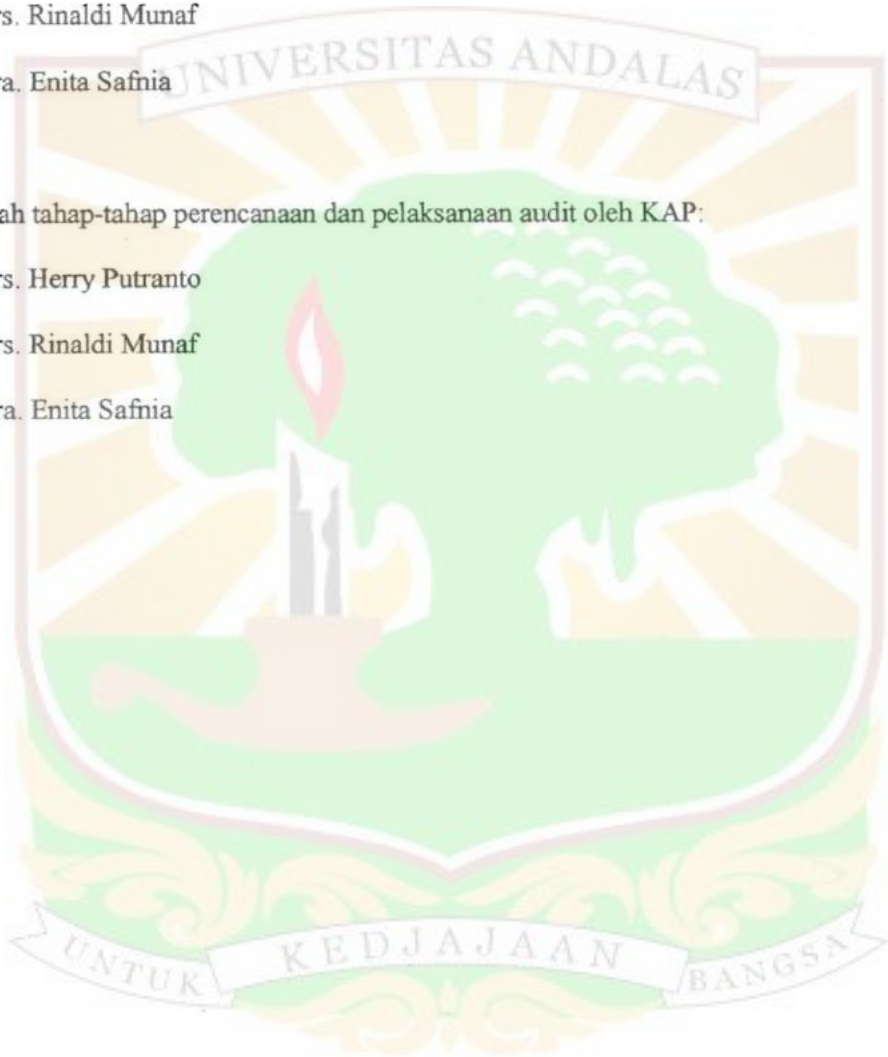 rs. Rinaldi Munaf
UNIVERSITAS ANDALAS
ra. Enita Safnia
ah tahap-tahap perencanaan dan pelaksanaan audit oleh KAP:
rs. Herry Putranto
rs. Rinaldi Munaf
ra. Enita Safnia
UNTUK KEDJAJAAN BANGSA